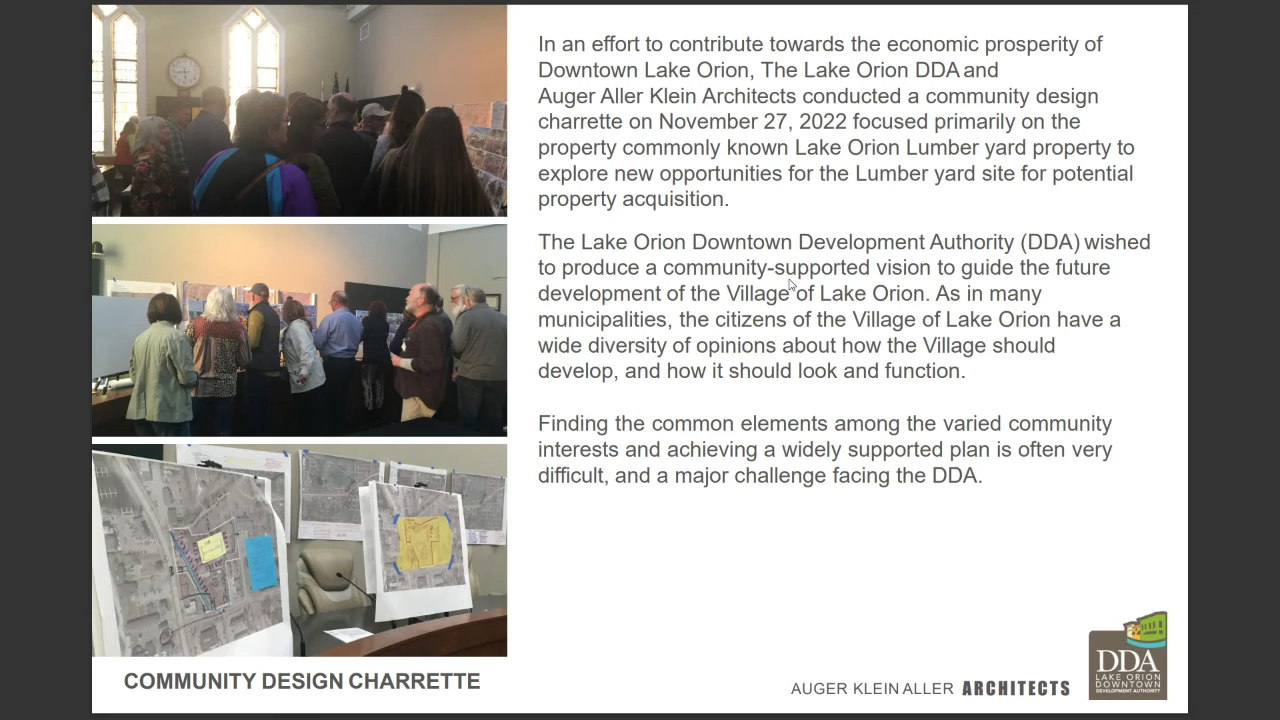 In an effort to contribute towards the economic prosperity of
Downtown Lake Orion, The Lake Orion DDA and
Auger Aller Klein Architects conducted a community design
charrette on November 27, 2022 focused primarily on the
property commonly known Lake Orion Lumber yard property to
explore new opportunities for the Lumber yard site for potential
property acquisition.
The Lake Orion Downtown Development Authority (DDA) wished
to produce a community-supported vision to guide the future
development of the Village of Lake Orion. As in many
municipalities, the citizens of the Village of Lake Orion have a
wide diversity of opinions about how the Village should
develop, and how it should look and function.
Finding the common elements among the varied community
interests and achieving a widely supported plan is often very
difficult, and a major challenge facing the DDA.
COMMUNITY DESIGN CHARRETTE
AUGER KLEIN ALLER ARCHITECTS
DDA
LAKE ORION
DOWNTOWN
DEVELOPMENT AUTHORITY